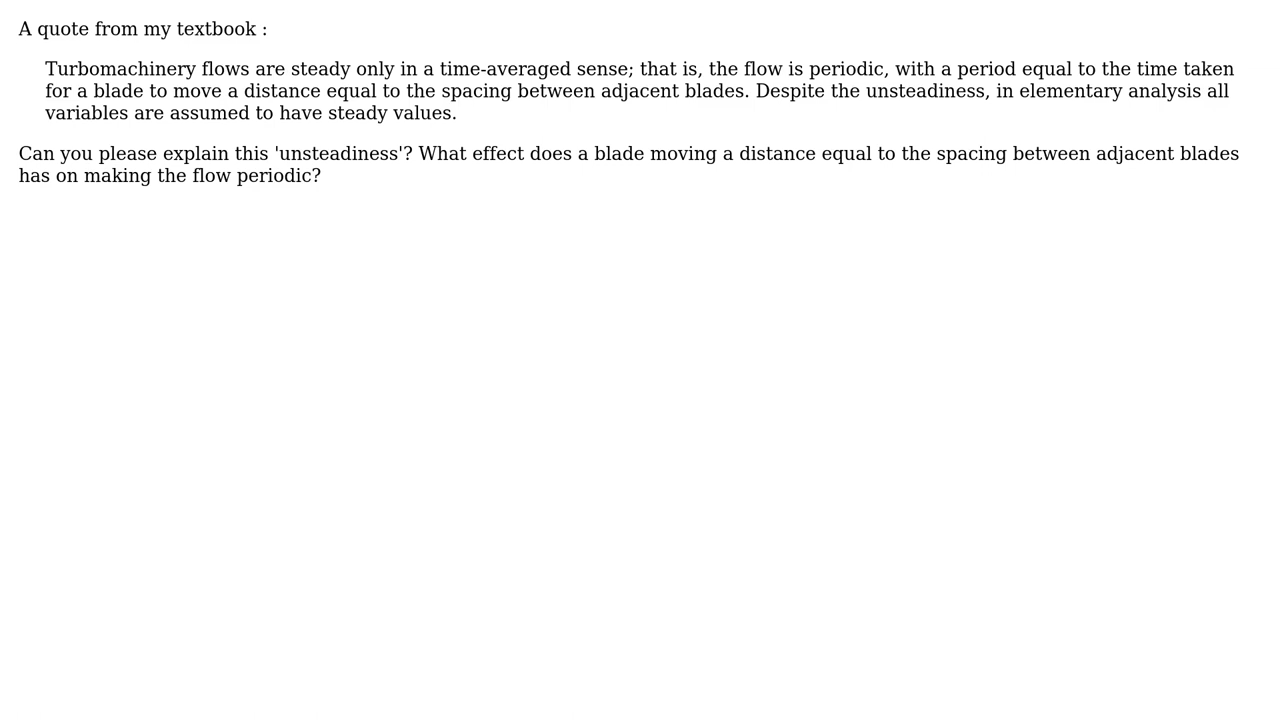 A quote from my textbook :
Turbomachinery flows are steady only in a time-averaged sense; that is, the flow is periodic, with a period equal to the time taken
for a blade to move a distance equal to the spacing between adjacent blades. Despite the unsteadiness, in elementary analysis all
variables are assumed to have steady values.
Can you please explain this 'unsteadiness'? What effect does a blade moving a distance equal to the spacing between adjacent blades
has on making the flow periodic?